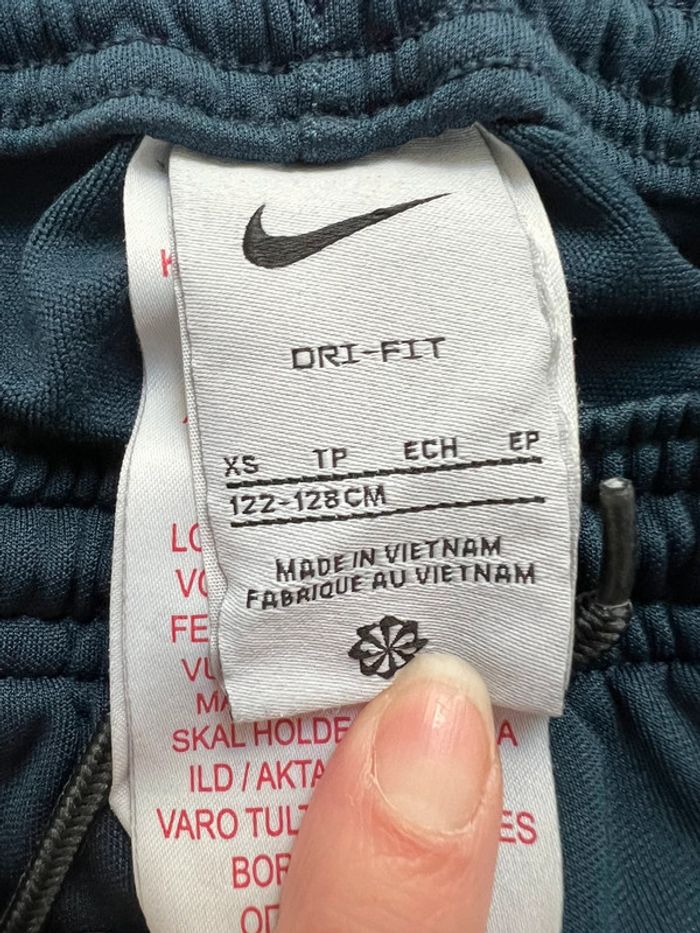 DRI-FIT
XS TP ECH EP
122-128CM
MADE IN VIETNAM
FABRIQUE AU VIETNAM
SKAL HOLDE
ILD / AKTA
VARO TUL